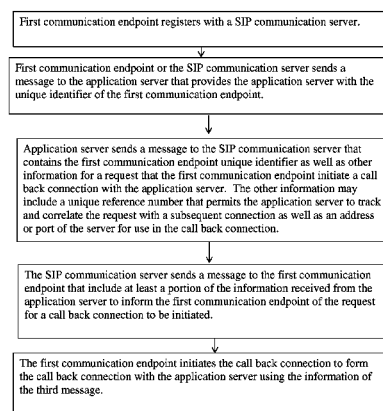 First communication endpoint registers with a SIP communication server.
First communication endpoint or the SIP communication server sends a
message to the application server that provides the application server with the
unique identifier of the first communication endpoint.
Application server sends a message to the SIP communication server that
contains the first communication endpoint unique identifier as well as other
information for a request that the first communication endpoint initiate a call
back connection with the application server. The other information may
include a unique reference number that permits the application server to track
and correlate the request with a subsequent connection as well as an address
or port of the server for use in the call back connection.
The SIP communication server sends a message to the first communication
endpoint that include at least a portion of the information received from the
application server to inform the first communication endpoint of the request
for a call back connection to be initiated.
The first communication endpoint initiates the call back connection to form
the call back connection with the application server using the information of
the third message.